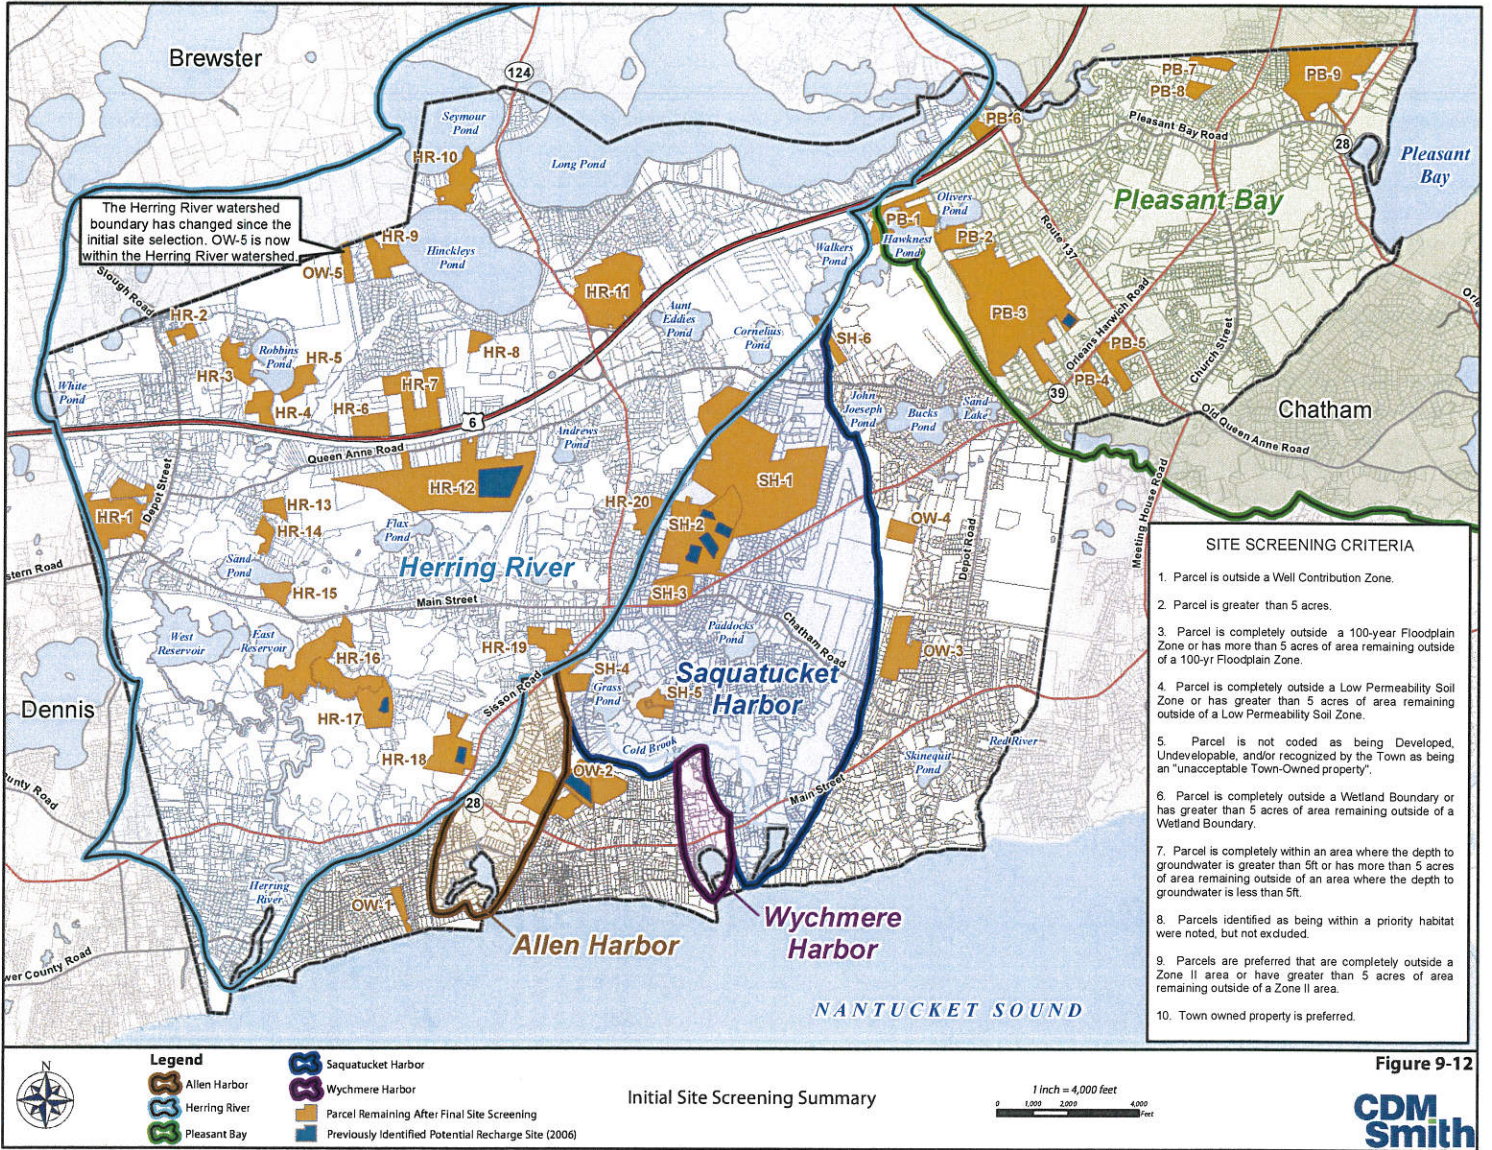 Brewster
124
Seymour
Pond
HR-10
Long Pond
PB-6
PB-7
PB-8
PB-9
Pleasant Bay Road
28
Pleasant
Bay
Pleasant Bay
The Herring River watershed
boundary has changed since the
initial site selection. OW-5 is now
within the Herring River watershed.
HR-9
OW-5
Hinckleys
Pond
Slough Road
HR-2
HR-11
Walkers
Pond
PB-1
Olivers
Pond
Hawknest
Pond
PB-2
Route 137
PB-3
Orleans Harwich Road
PB-5
PB-4
39
Church Street
Old Queen Anne Road
Chatham
Aunt
Eddies
Pond
Cornelius
Pond
SH-6
HR-8
Robbins
Pond
HR-5
HR-3
HR-4
HR-6
HR-7
White
Pond
6
Queen Anne Road
Andrews
Pond
John
Joeseph
Pond
Bucks
Pond
Sand
Lake
Depot Street
HR-1
HR-12
HR-13
HR-14
Flax
Pond
HR-20
SH-1
SH-2
SH-3
OW-4
Depot Road
Meeting House Road
Herring River
Sand
Pond
HR-15
Main Street
stern Road
West
Reservoir
East
Reservoir
HR-16
HR-17
HR-18
HR-19
Sisson Road
SH-4
Grass
Pond
SH-5
Paddocks
Pond
Chatham Road
Saquatucket
Harbor
OW-3
Cold Brook
OW-2
Skinequit
Pond
Red River
Main Street
Dennis
ounty Road
28
Herring
River
OW-1
wer County Road
Allen Harbor
Wychmere
Harbor
NANTUCKET SOUND
SITE SCREENING CRITERIA
1. Parcel is outside a Well Contribution Zone.
2. Parcel is greater than 5 acres.
3. Parcel is completely outside a 100-year Floodplain
Zone or has more than 5 acres of area remaining outside
of a 100-yr Floodplain Zone.
4. Parcel is completely outside a Low Permeability Soil
Zone or has greater than 5 acres of area remaining
outside of a Low Permeability Soil Zone.
5. Parcel is not coded as being Developed,
Undevelopable, and/or recognized by the Town as being
an "unacceptable Town-Owned property".
6. Parcel is completely outside a Wetland Boundary or
has greater than 5 acres of area remaining outside of a
Wetland Boundary.
7. Parcel is completely within an area where the depth to
groundwater is greater than 5ft or has more than 5 acres
of area remaining outside of an area where the depth to
groundwater is less than 5ft.
8. Parcels identified as being within a priority habitat
were noted, but not excluded.
9. Parcels are preferred that are completely outside a
Zone II area or have greater than 5 acres of area
remaining outside of a Zone II area.
10. Town owned property is preferred.
N
Legend
Allen Harbor
Herring River
Pleasant Bay
Saquatucket Harbor
Wychmere Harbor
Parcel Remaining After Final Site Screening
Previously Identified Potential Recharge Site (2006)
Initial Site Screening Summary
1 Inch = 4,000 feet
0 1,000 2,000 4,000
Feet
Figure 9-12
CDM
Smith